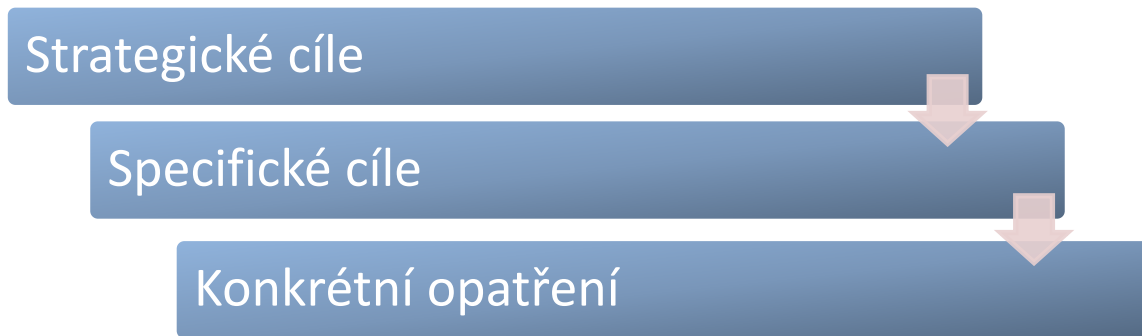 Strategické cíle
Specifické cíle
Konkrétní opatření